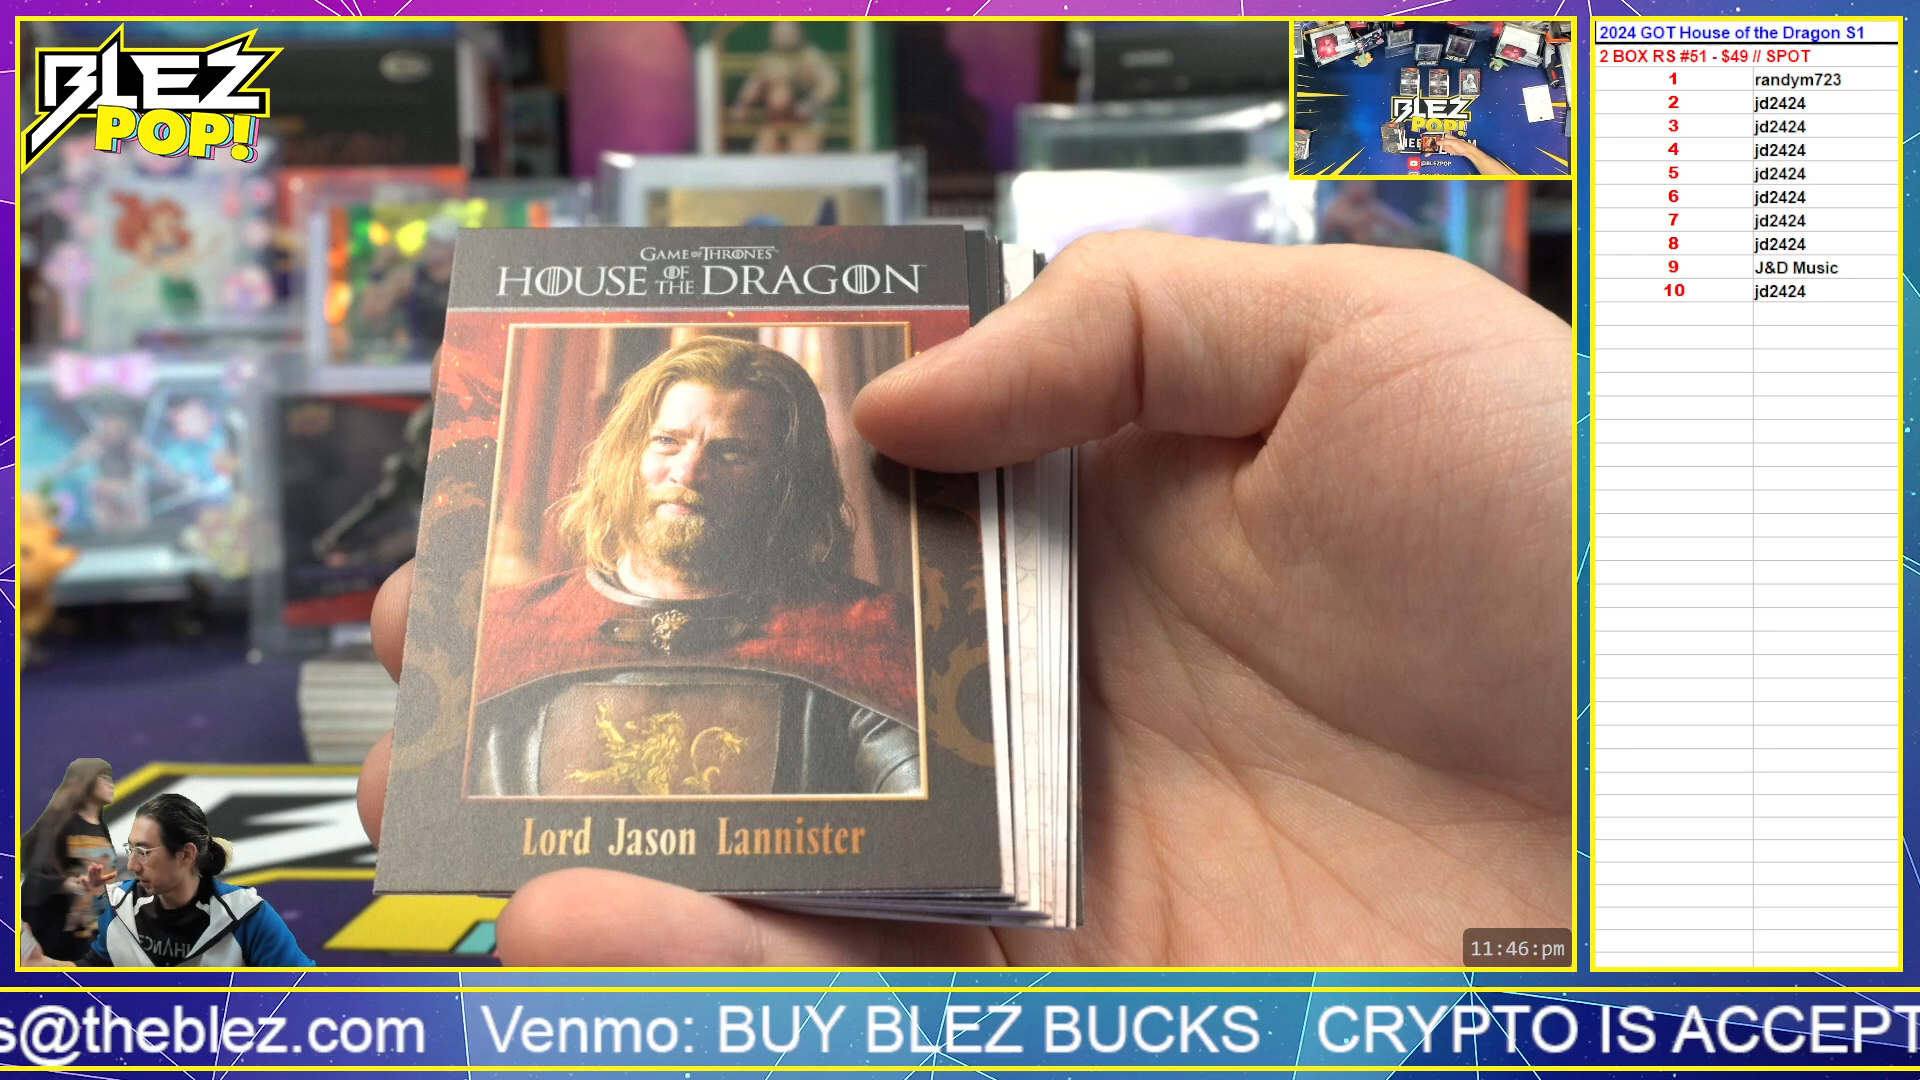 BLEZ
POP!
GAME OF THRONES
HOUSE OF THE DRAGON
Lord Jason Lannister
BLEZ
POP!
@BLEZPOP
11:46:pm
2024 GOT House of the Dragon S1
2 BOX RS #51 - $49 // SPOT
1 randym723
2 jd2424
3 jd2424
4 jd2424
5 jd2424
6 jd2424
7 jd2424
8 jd2424
9 J&D Music
10 jd2424
s@theblez.com Venmo: BUY BLEZ BUCKS CRYPTO IS ACCEPT